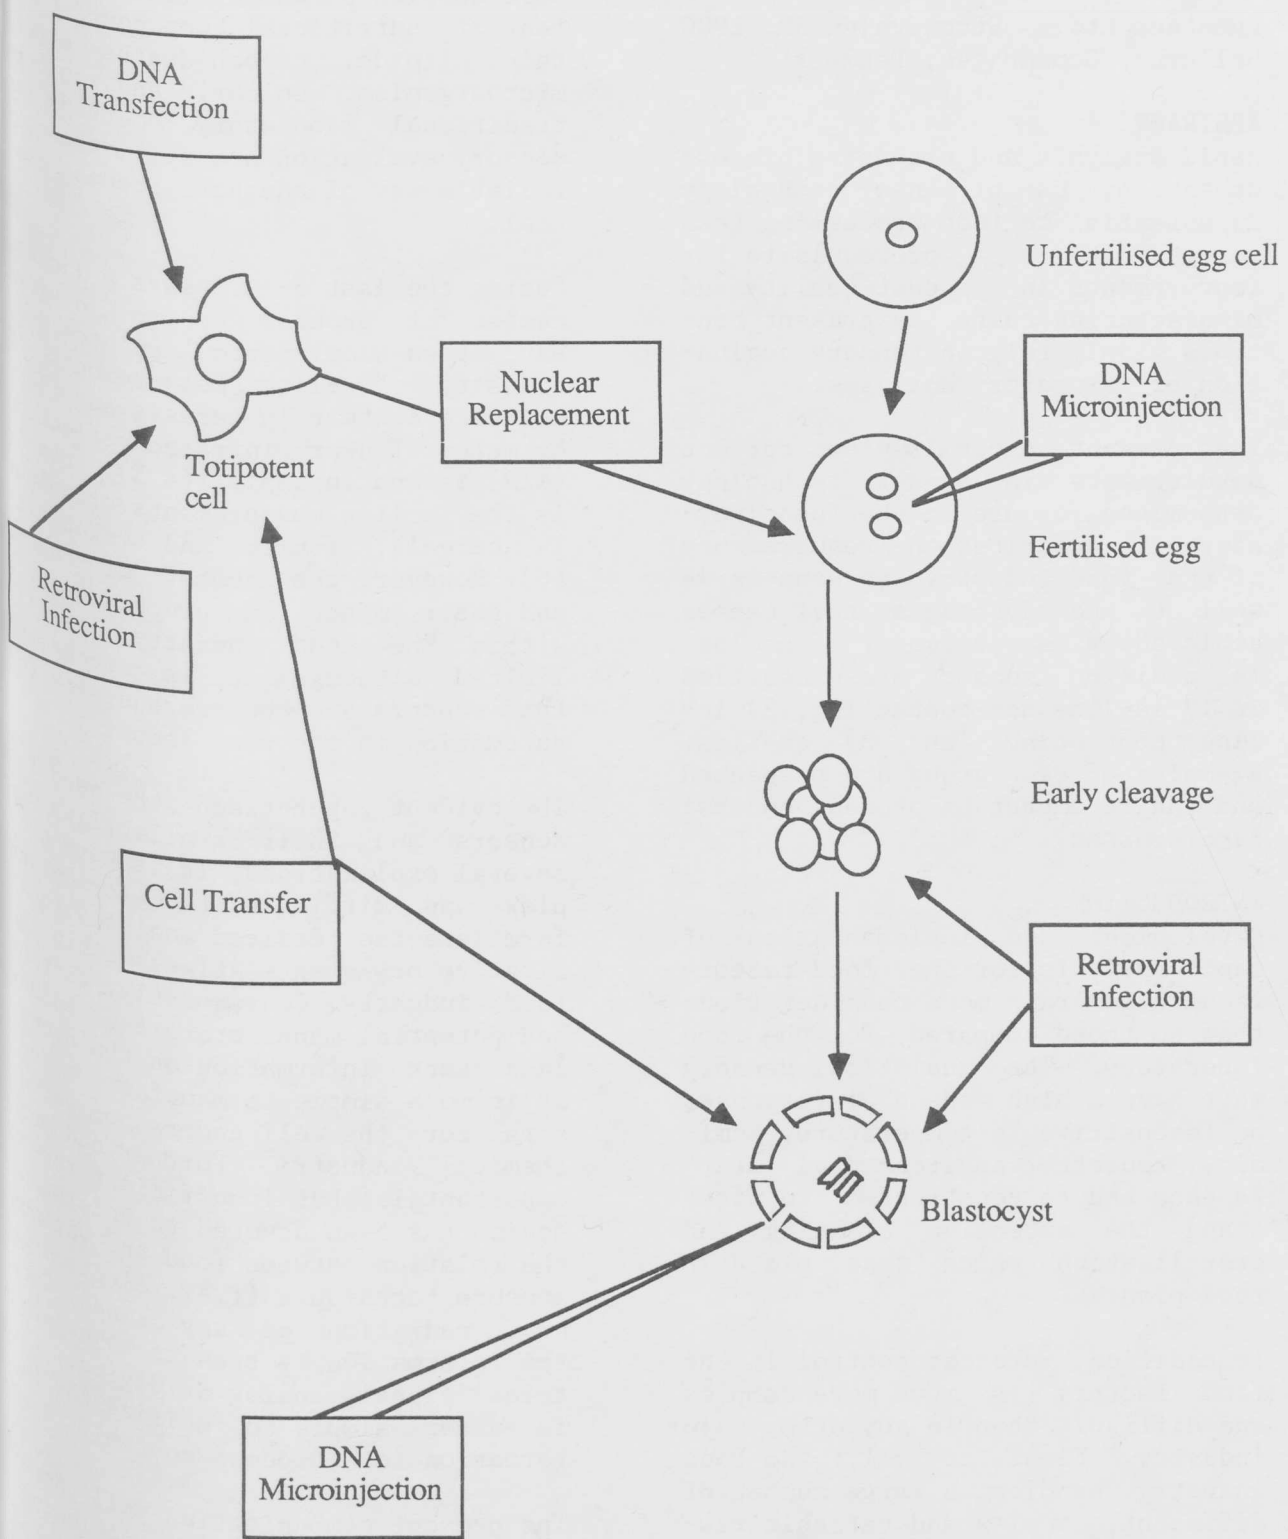 DNA
Transfection
Unfertilised egg cell
Nuclear
Replacement
DNA
Microinjection
Totipotent
cell
Fertilised egg
Retroviral
Infection
Early cleavage
Cell Transfer
Retroviral
Infection
Blastocyst
DNA
Microinjection